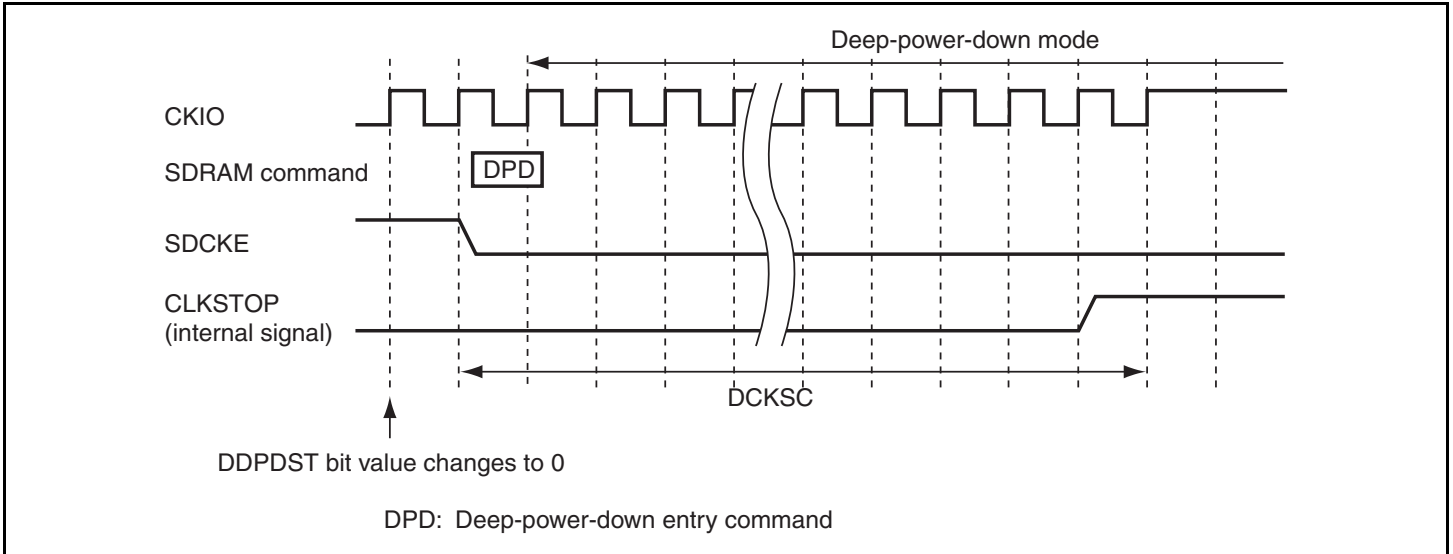 Deep-power-down mode
CKIO
SDRAM command
DPD
SDCKE
CLKSTOP
(internal signal)
DCKSC
DDPDST bit value changes to 0
DPD: Deep-power-down entry command